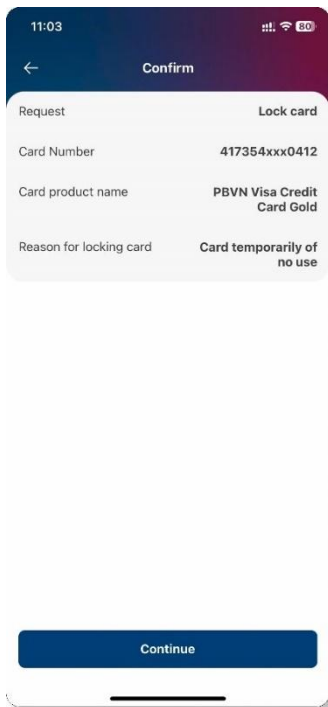 11:03
80
Confirm
Request Lock card
Card Number 417354xxx0412
Card product name PBVN Visa Credit
Card Gold
Reason for locking card Card temporarily of
no use
Continue